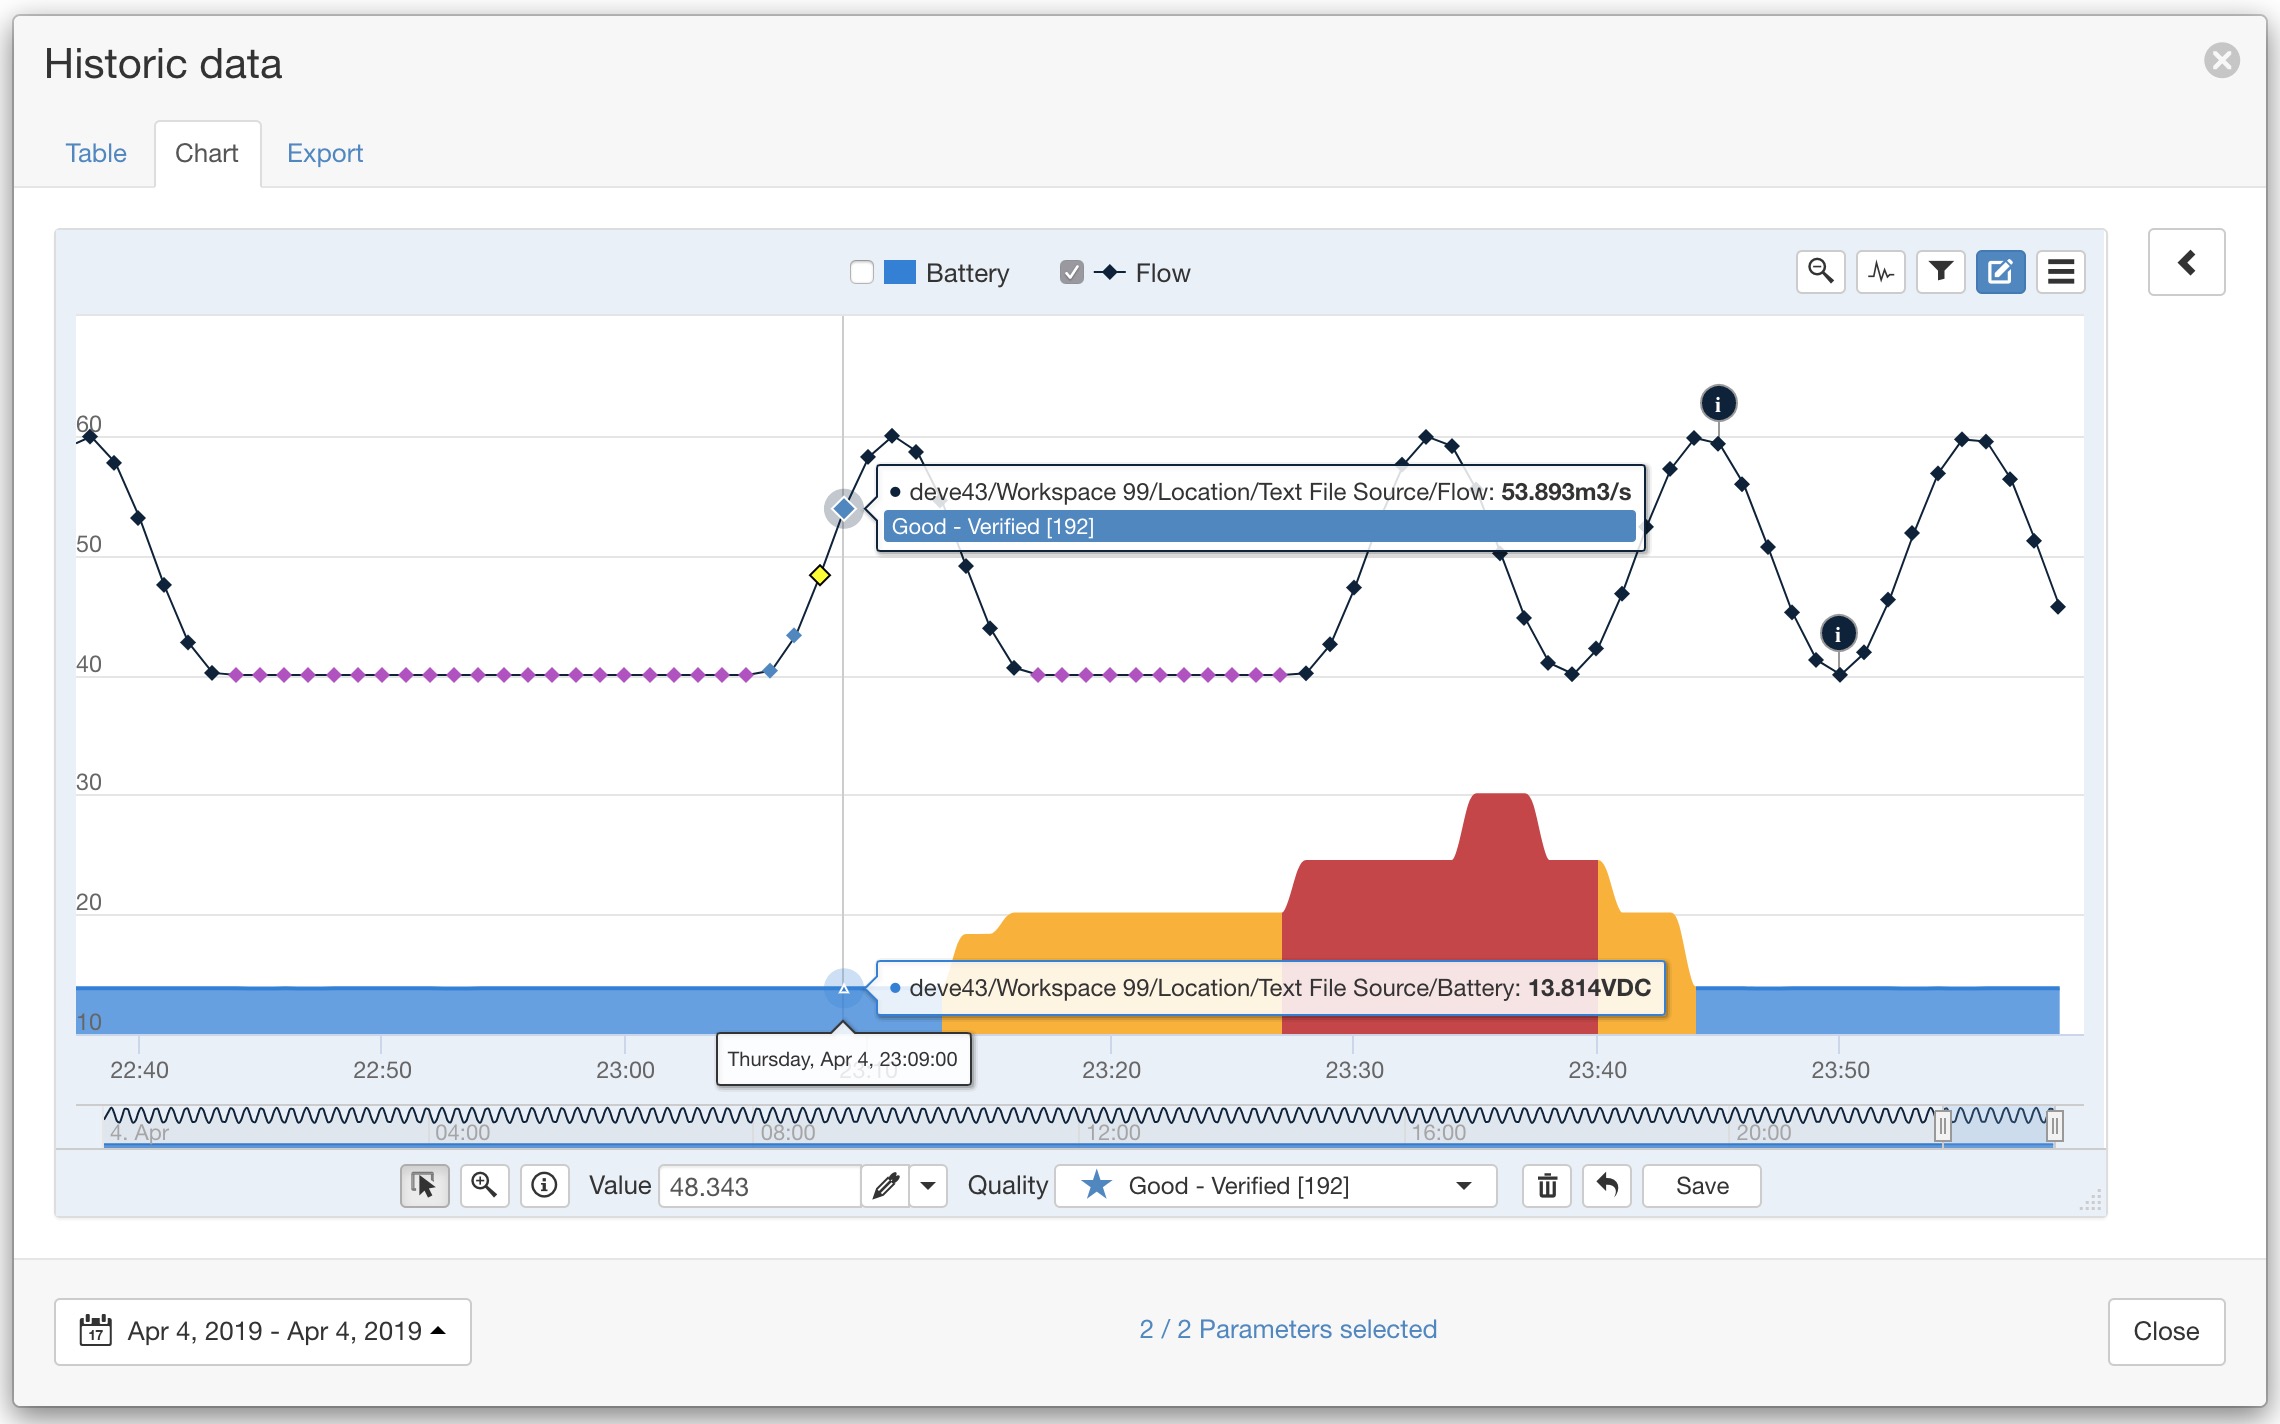 Historic data
Table Chart Export
Battery Flow
60
50
40
30
20
10
i
i
deve43/Workspace 99/Location/Text File Source/Flow: 53.893m3/s
Good - Verified [192]
deve43/Workspace 99/Location/Text File Source/Battery: 13.814VDC
Thursday, Apr 4, 23:09:00
22:40 22:50 23:00 23:10 23:20 23:30 23:40 23:50
4. Apr 04:00 08:00 12:00 16:00 20:00
Value 48.343 Quality Good - Verified [192] Save
17 Apr 4, 2019 - Apr 4, 2019
2 / 2 Parameters selected
Close